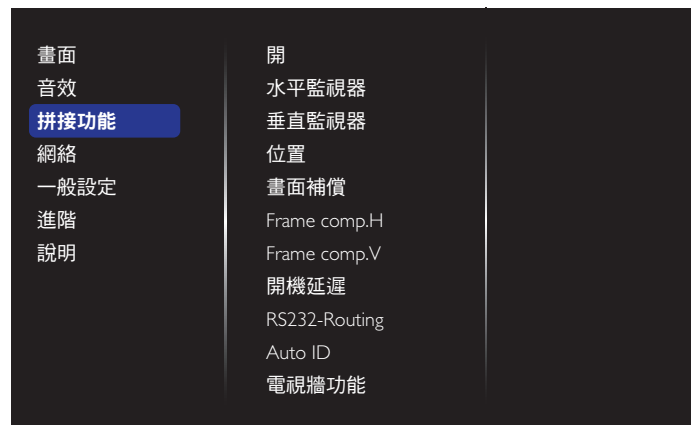 畫面
音效
拼接功能
網絡
一般設定
進階
說明
開
水平監視器
垂直監視器
位置
畫面補償
Frame comp.H
Frame comp.V
開機延遲
RS232-Routing
Auto ID
電視牆功能